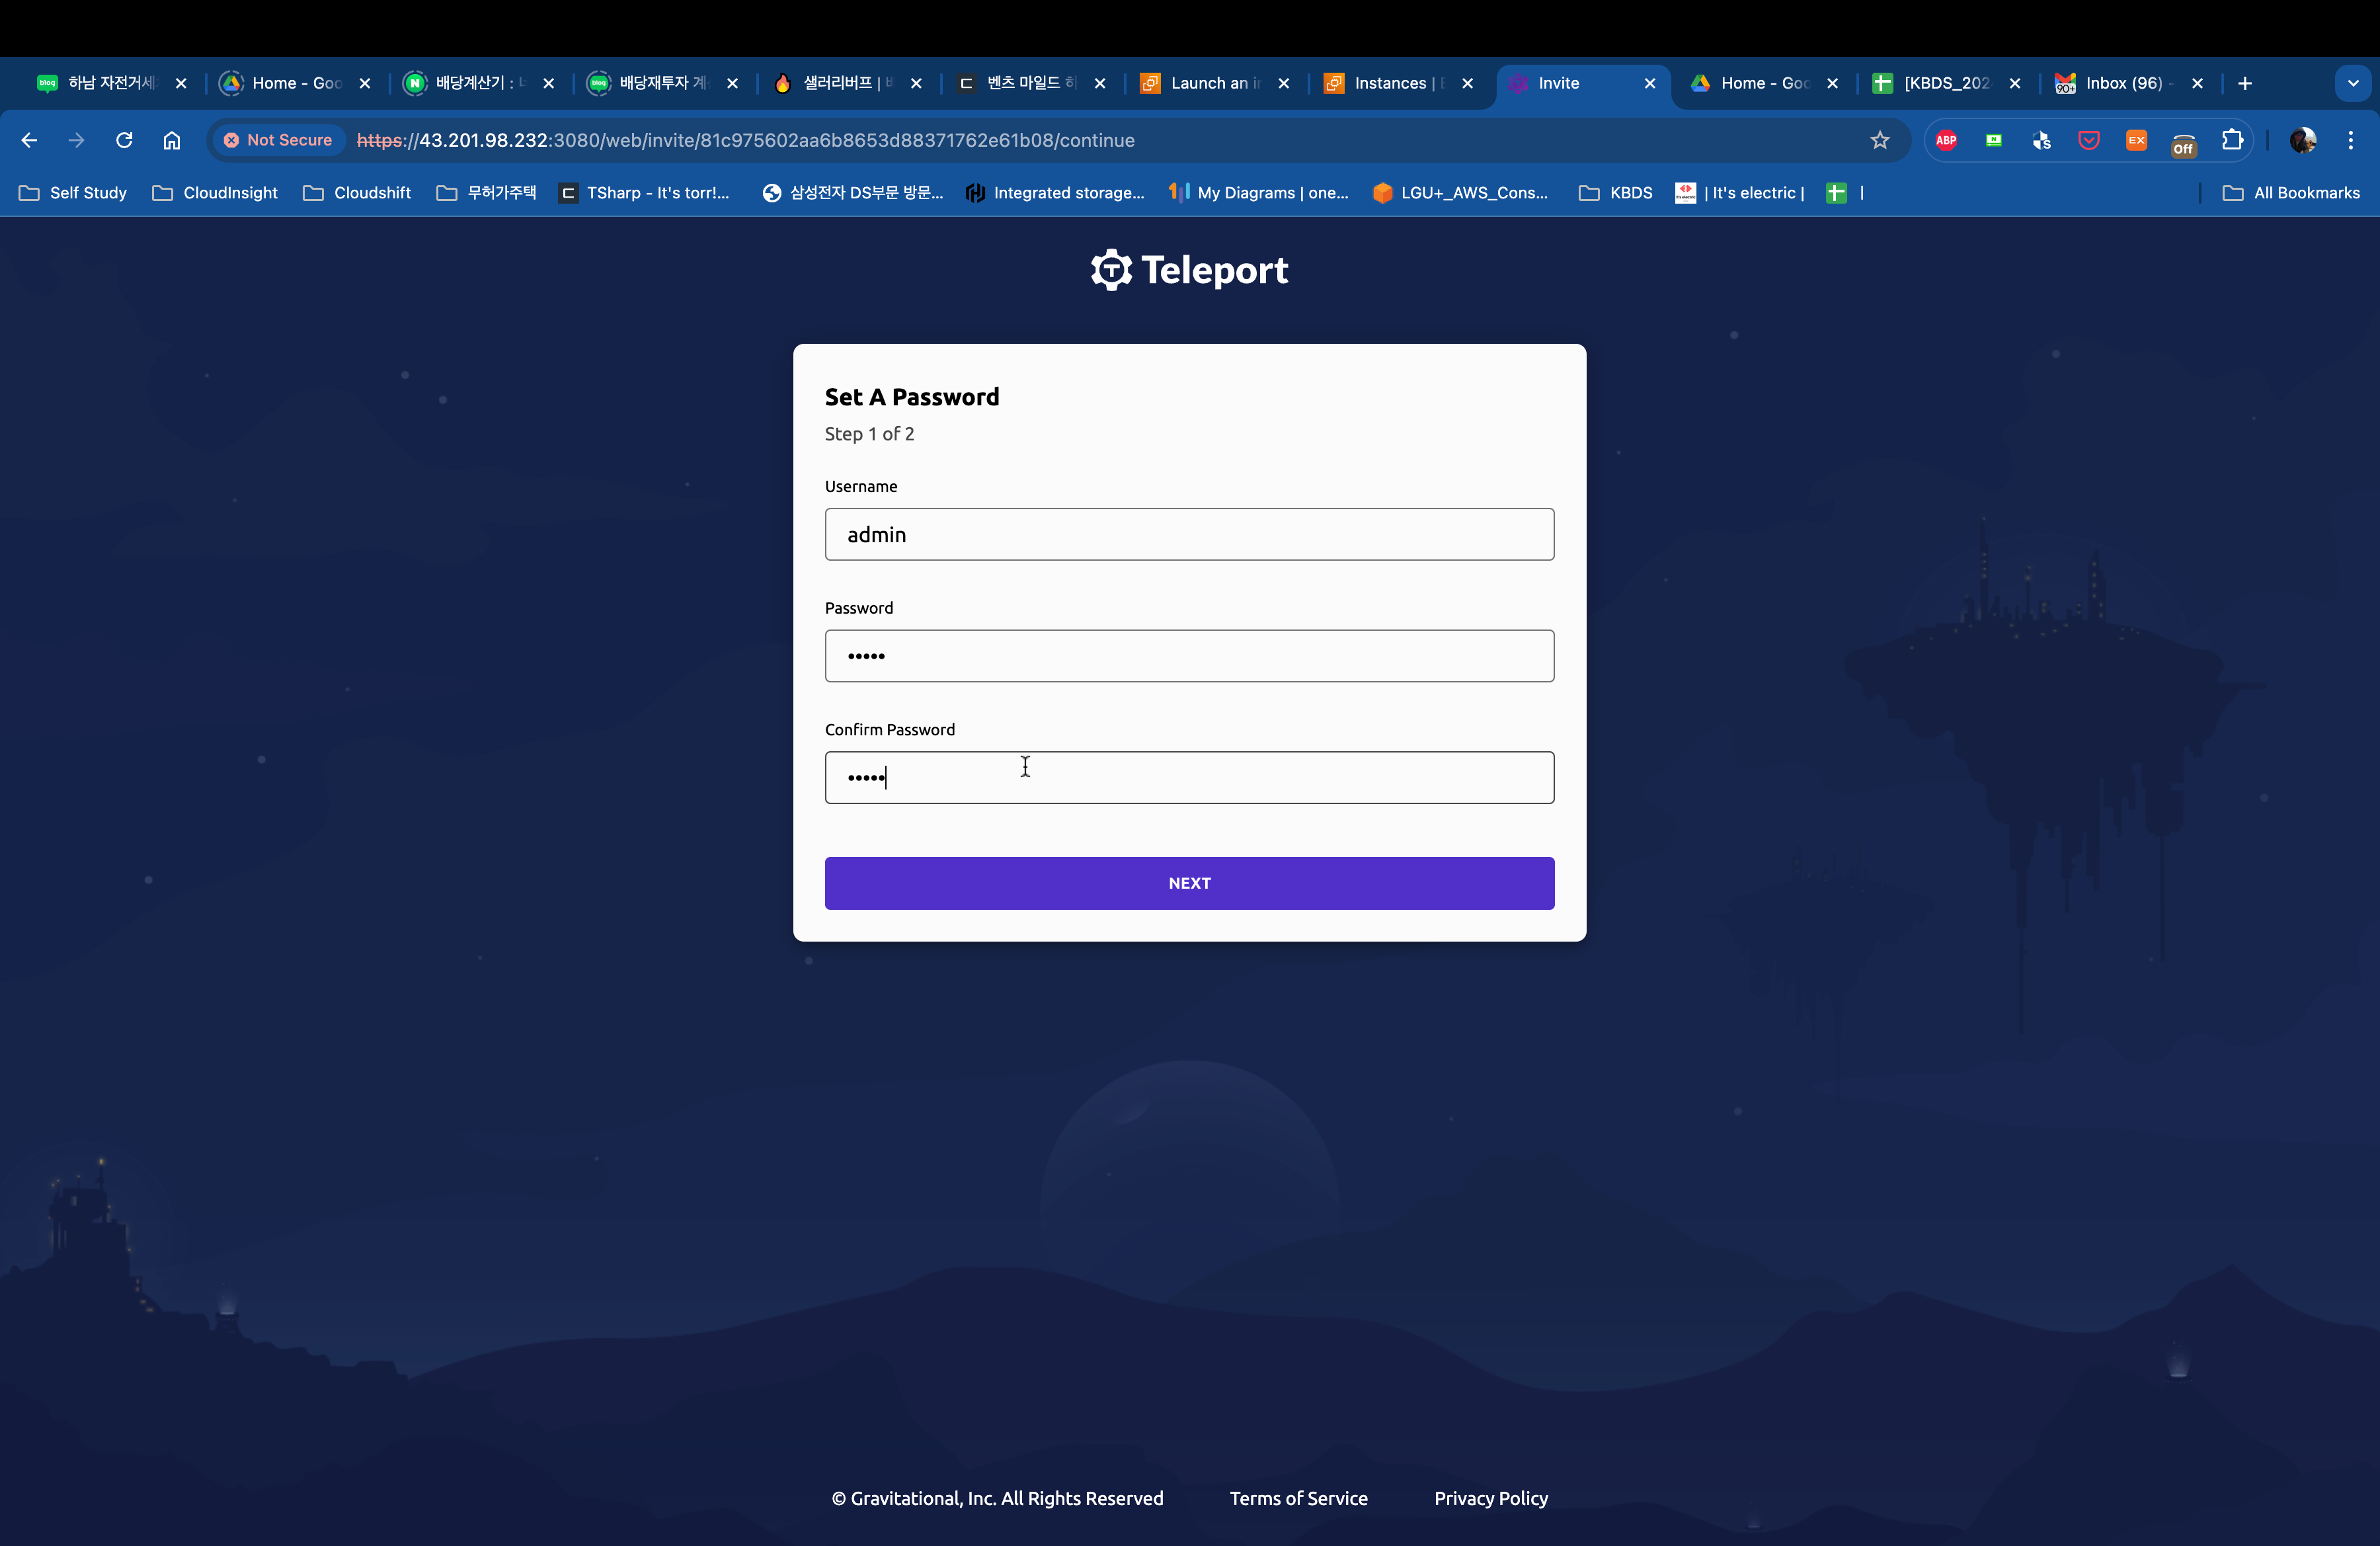 하남 자전거세
Home - Goo
배당계산기 :
배당재투자 계
샐러리버프 |
벤츠 마일드 하
Launch an in
Instances | E
Invite
Home - Goo
[KBDS_202
Inbox (96) -
Not Secure
https://43.201.98.232:3080/web/invite/81c975602aa6b8653d88371762e61b08/continue
ABP
EX
Off
Self Study
CloudInsight
Cloudshift
무허가주택
TSharp - It's torr!...
삼성전자 DS부문 방문...
Integrated storage...
My Diagrams | one...
LGU+_AWS_Cons...
KBDS
| It's electric |
|
All Bookmarks
Teleport
Set A Password
Step 1 of 2
Username
admin
Password
•••••
Confirm Password
•••••
NEXT
© Gravitational, Inc. All Rights Reserved
Terms of Service
Privacy Policy